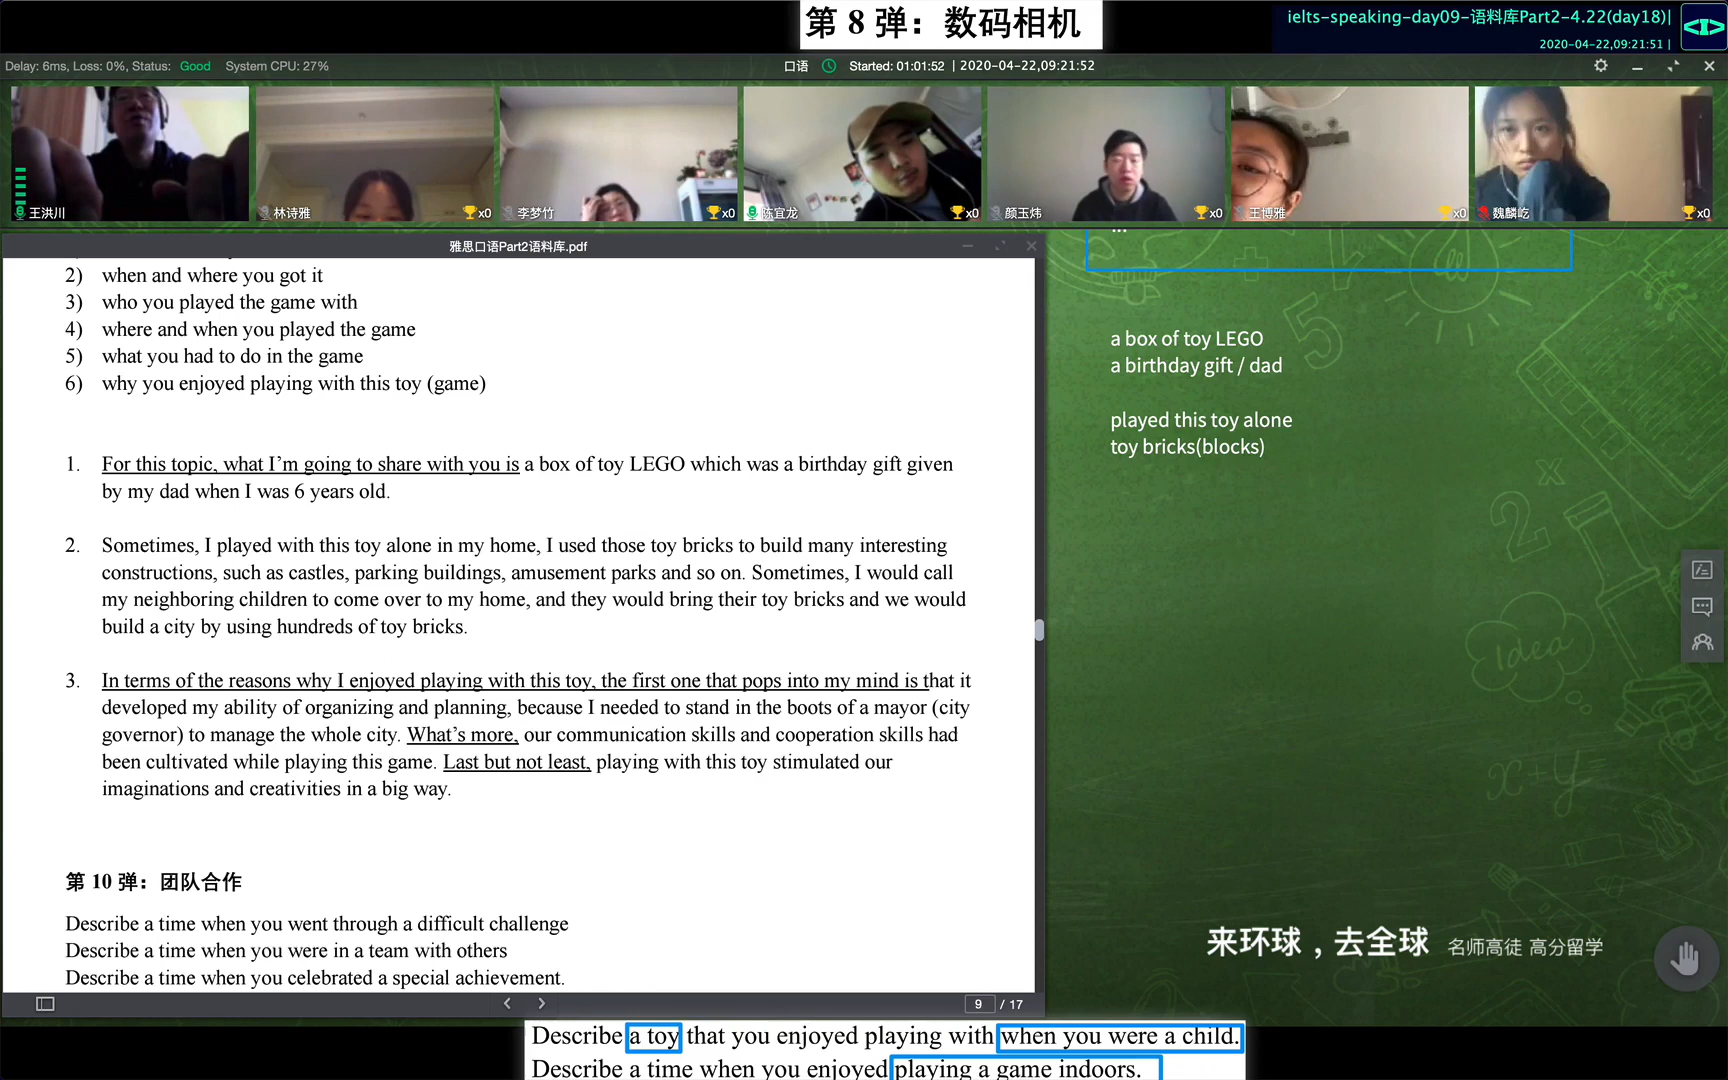 第 8 弹：数码相机
ielts-speaking-day09-语料库Part2-4.22(day18)|
2020-04-22,09:21:51 |
Delay: 6ms, Loss: 0%, Status: Good System CPU: 27%
口语 Started: 01:01:52 | 2020-04-22,09:21:52
王洪川
林诗雅 x0
李梦竹 x0
陈宜龙 x0
颜玉炜 x0
王博雅 x0
魏麟屹 x0
雅思口语Part2语料库.pdf
2) when and where you got it
3) who you played the game with
4) where and when you played the game
5) what you had to do in the game
6) why you enjoyed playing with this toy (game)
1. For this topic, what I'm going to share with you is a box of toy LEGO which was a birthday gift given
by my dad when I was 6 years old.
2. Sometimes, I played with this toy alone in my home, I used those toy bricks to build many interesting
constructions, such as castles, parking buildings, amusement parks and so on. Sometimes, I would call
my neighboring children to come over to my home, and they would bring their toy bricks and we would
build a city by using hundreds of toy bricks.
3. In terms of the reasons why I enjoyed playing with this toy, the first one that pops into my mind is that it
developed my ability of organizing and planning, because I needed to stand in the boots of a mayor (city
governor) to manage the whole city. What's more, our communication skills and cooperation skills had
been cultivated while playing this game. Last but not least, playing with this toy stimulated our
imaginations and creativities in a big way.
第 10 弹：团队合作
Describe a time when you went through a difficult challenge
Describe a time when you were in a team with others
Describe a time when you celebrated a special achievement.
9 / 17
...
a box of toy LEGO
a birthday gift / dad
played this toy alone
toy bricks(blocks)
Idea
x+y=
来环球，去全球 名师高徒 高分留学
Describe a toy that you enjoyed playing with when you were a child.
Describe a time when you enjoyed playing a game indoors.